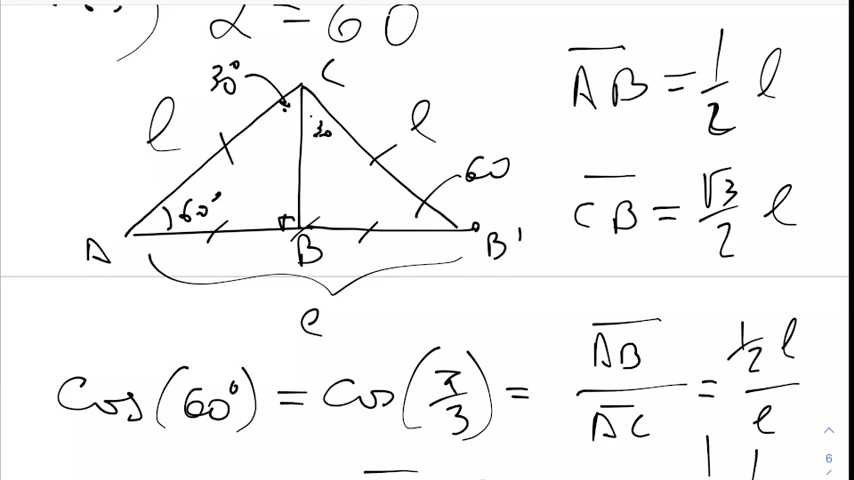 α = 60
30° C
l 30 l
60° 60
A B B'
l
AB = 1/2 l
CB = √3/2 l
cos(60°) = cos(π/3) = AB/AC = 1/2 l / l
6